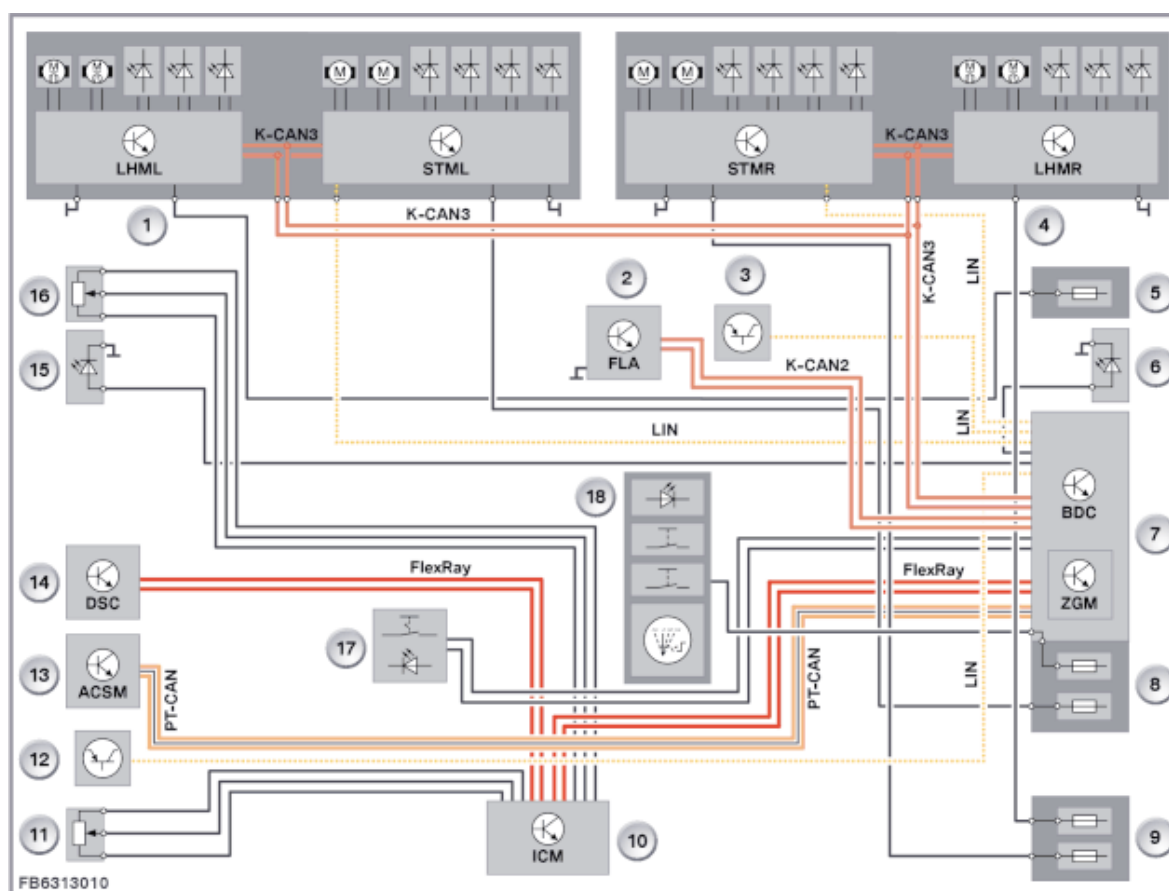 M M M M M M M M
K-CAN3 K-CAN3
LHML STML STMR LHMR
1 K-CAN3 4
K-CAN3
LIN
16 2 3 5
15 FLA 6
K-CAN2
LIN LIN
18
BDC
7
14 DSC FlexRay FlexRay ZGM
17
13 ACSM 8
PT-CAN PT-CAN LIN
12
11 ICM 10 9
FB6313010